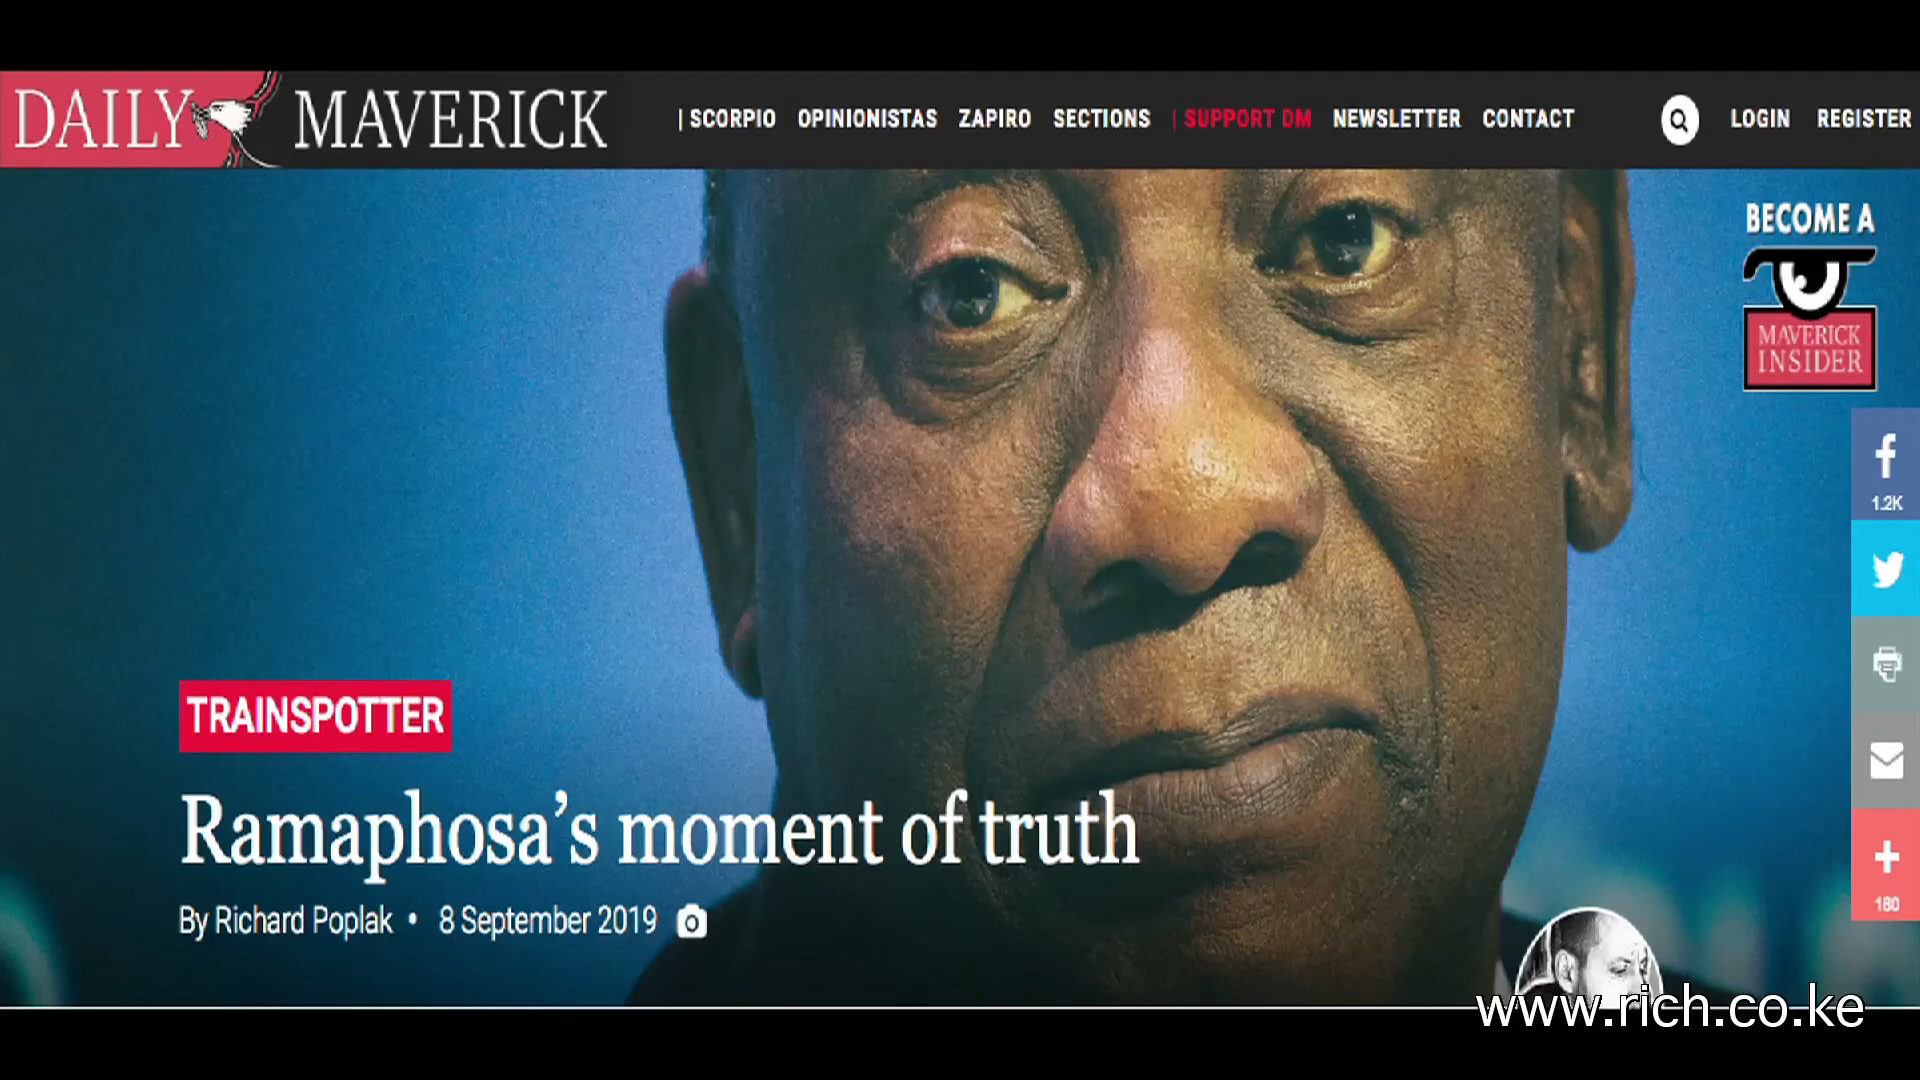 DAILY MAVERICK
| SCORPIO OPINIONISTAS ZAPIRO SECTIONS | SUPPORT DM NEWSLETTER CONTACT LOGIN REGISTER
BECOME A
MAVERICK
INSIDER
1.2K
180
TRAINSPOTTER
Ramaphosa’s moment of truth
By Richard Poplak • 8 September 2019
www.rich.co.ke